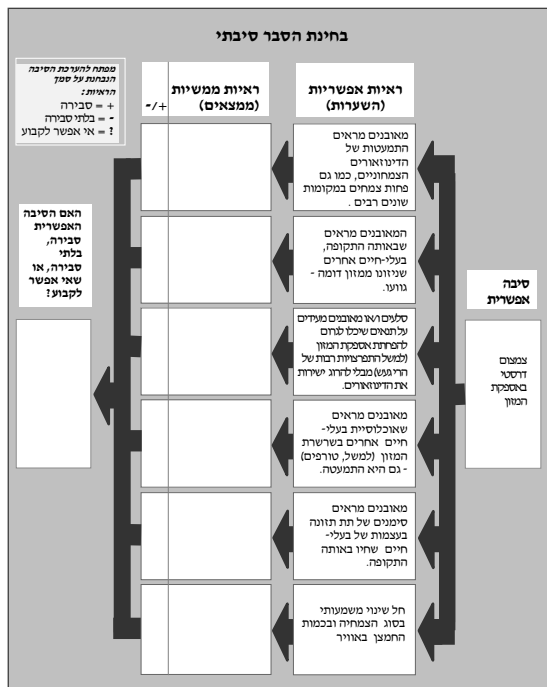 בחינת הסבר סיבתי
מפתח להערכת הסיבה
הנבחנת על סמך
הראיות:
+ = סבירה
- = בלתי סבירה
? = אי אפשר לקבוע
ראיות אפשריות
(השערות)
ראיות ממשיות
(ממצאים)
+/-
סיבה
אפשרית
צמצום
דרסטי
באספקת
המזון
מאובנים מראים
התמעטות של
הדינוזאורים
הצמחוניים, כמו גם
פחות צמחים במקומות
שונים רבים .
המאובנים מראים
שבאותה התקופה,
בעלי-חיים אחרים
שניזונו ממזון דומה -
גוועו.
סלעים ו/או מאובנים מעידים
על תנאים שיכלו לגרום
להפחתת אספקת המזון
(למשל התפרצויות רבות של
הרי געש) מבלי להרוג ישירות
את הדינוזאורים.
מאובנים מראים
שאוכלוסיית בעלי-
חיים אחרים בשרשרת
המזון (למשל, טורפים)
- גם היא התמעטה.
מאובנים מראים
סימנים של תת תזונה
בעצמות של בעלי-
חיים שחיו באותה
התקופה.
חל שינוי משמעותי
בסוג הצמחיה ובכמות
החמצן באוויר
האם הסיבה
האפשרית
סבירה,
בלתי
סבירה, או
שאי אפשר
לקבוע?